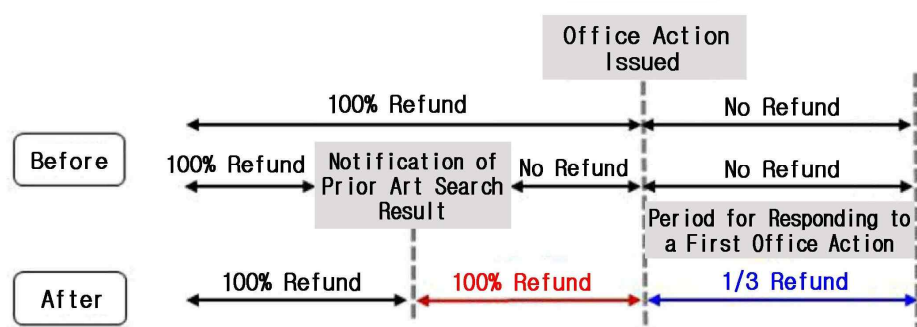 Office Action
Issued
100% Refund
No Refund
Before
100% Refund
Notification of
Prior Art Search
Result
No Refund
No Refund
Period for Responding to
a First Office Action
After
100% Refund
100% Refund
1/3 Refund